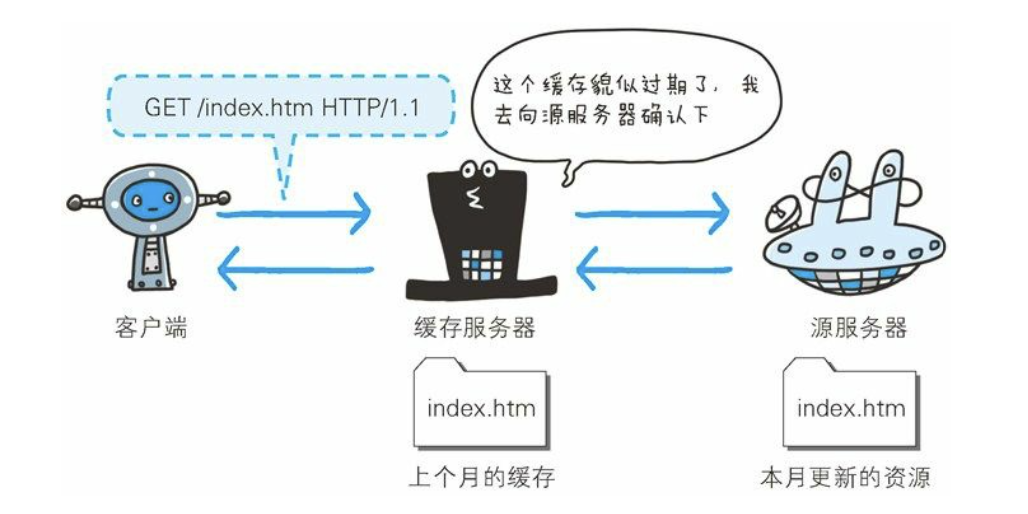 GET /index.htm HTTP/1.1
这个缓存貌似过期了，我
去向源服务器确认下
客户端
缓存服务器
源服务器
index.htm
index.htm
上个月的缓存
本月更新的资源